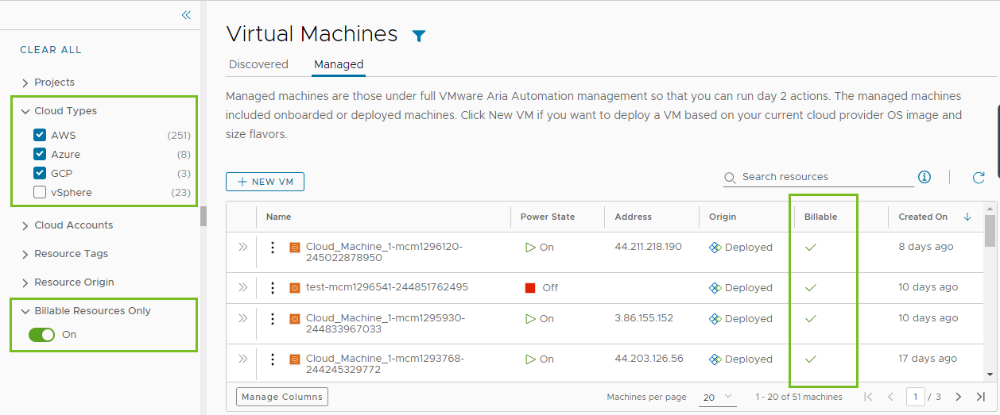 CLEAR ALL
Projects
Cloud Types
AWS (251)
Azure (8)
GCP (3)
vSphere (23)
Cloud Accounts
Resource Tags
Resource Origin
Billable Resources Only
On
Virtual Machines
Discovered Managed
Managed machines are those under full VMware Aria Automation management so that you can run day 2 actions. The managed machines
included onboarded or deployed machines. Click New VM if you want to deploy a VM based on your current cloud provider OS image and
size flavors.
NEW VM
Search resources
Name Power State Address Origin Billable Created On
Cloud_Machine_1-mcm1296120- On 44.211.218.190 Deployed 8 days ago
245022878950
test-mcm1296541-244851762495 Off Deployed 10 days ago
Cloud_Machine_1-mcm1295930- On 3.86.155.152 Deployed 10 days ago
244833967033
Cloud_Machine_1-mcm1293768- On 44.203.126.56 Deployed 17 days ago
244245329772
Manage Columns Machines per page 20 1 - 20 of 51 machines 1 / 3